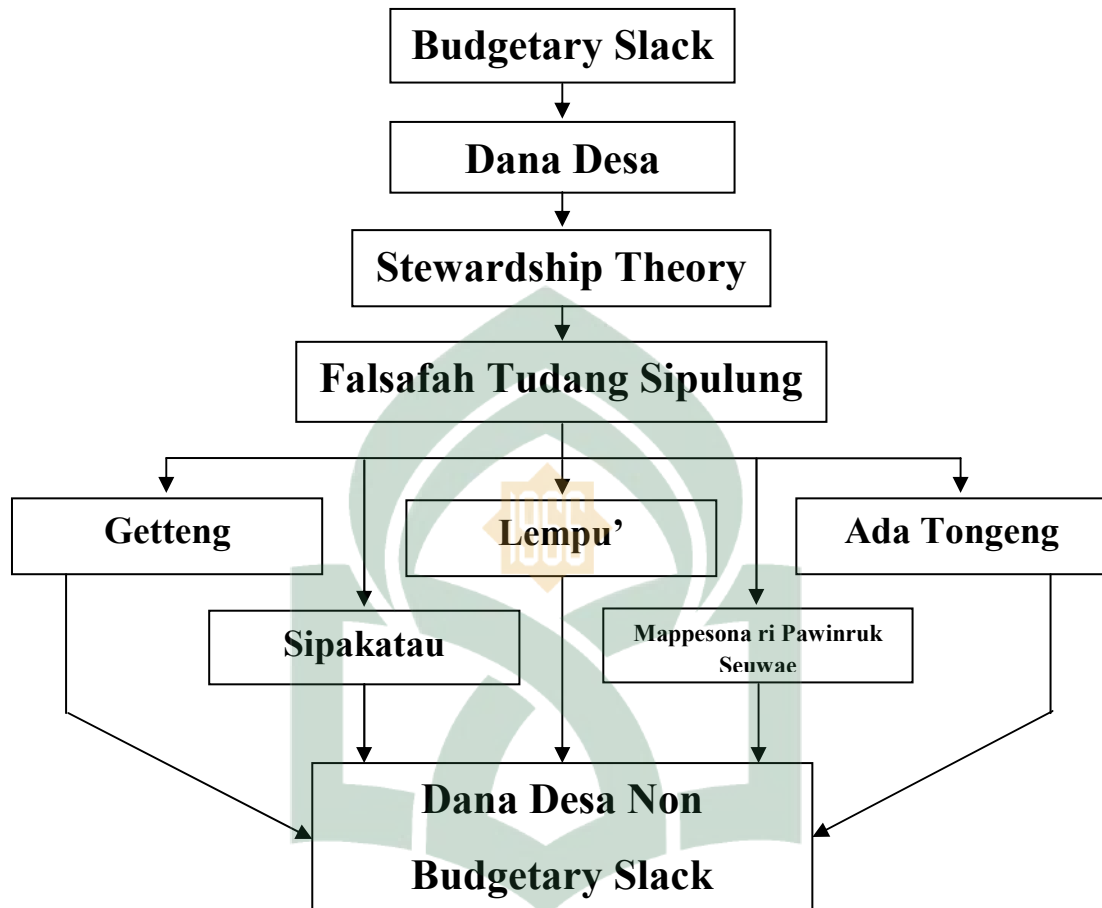 Budgetary Slack
Dana Desa
Stewardship Theory
Falsafah Tudang Sipulung
Getteng
Lempu’
Ada Tongeng
Sipakatau
Mappesona ri Pawinruk
Seuwae
Dana Desa Non
Budgetary Slack
1965